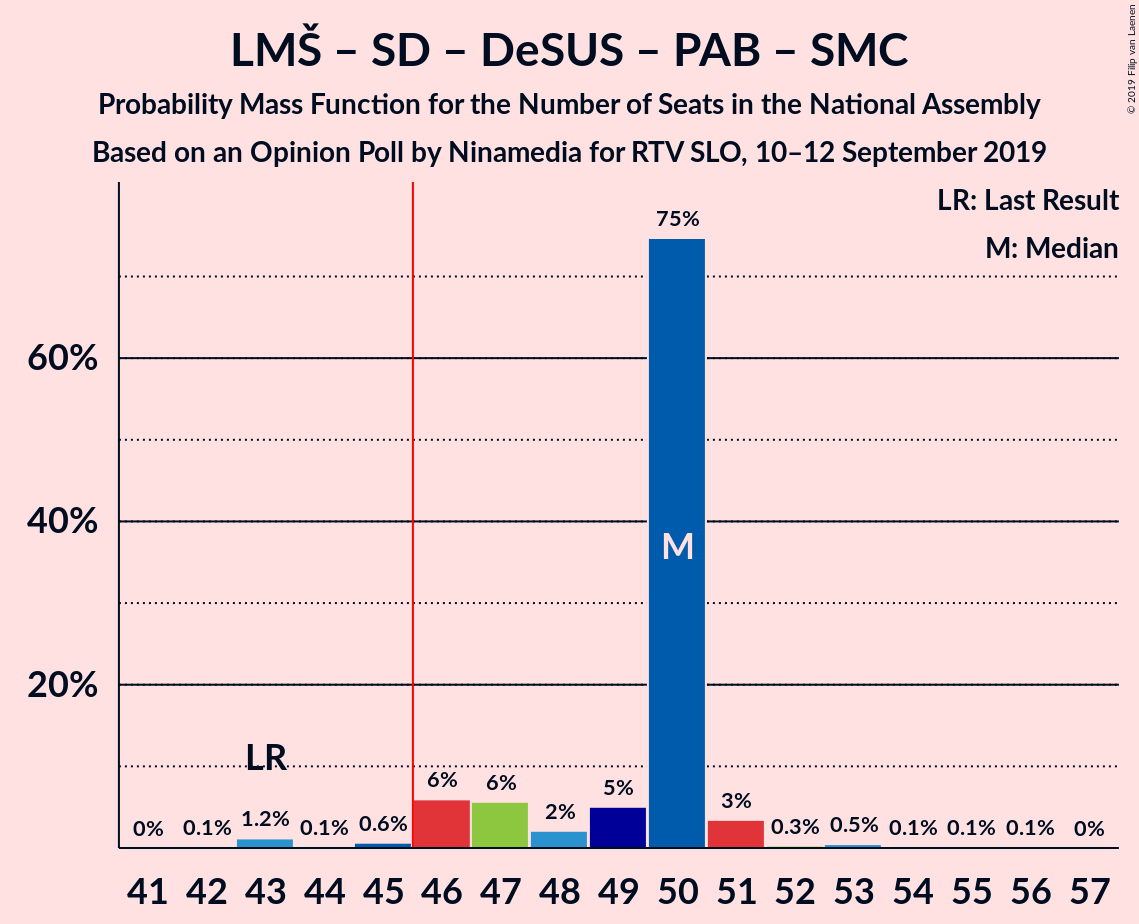 LMŠ – SD – DeSUS – PAB – SMC
Probability Mass Function for the Number of Seats in the National Assembly
Based on an Opinion Poll by Ninamedia for RTV SLO, 10–12 September 2019
© 2019 Filip van Laenen
LR: Last Result
M: Median
60%
40%
20%
0%
0.1%
1.2%
0.1%
0.6%
6%
6%
2%
5%
75%
3%
0.3%
0.5%
0.1%
0.1%
0.1%
0%
LR
M
41 42 43 44 45 46 47 48 49 50 51 52 53 54 55 56 57